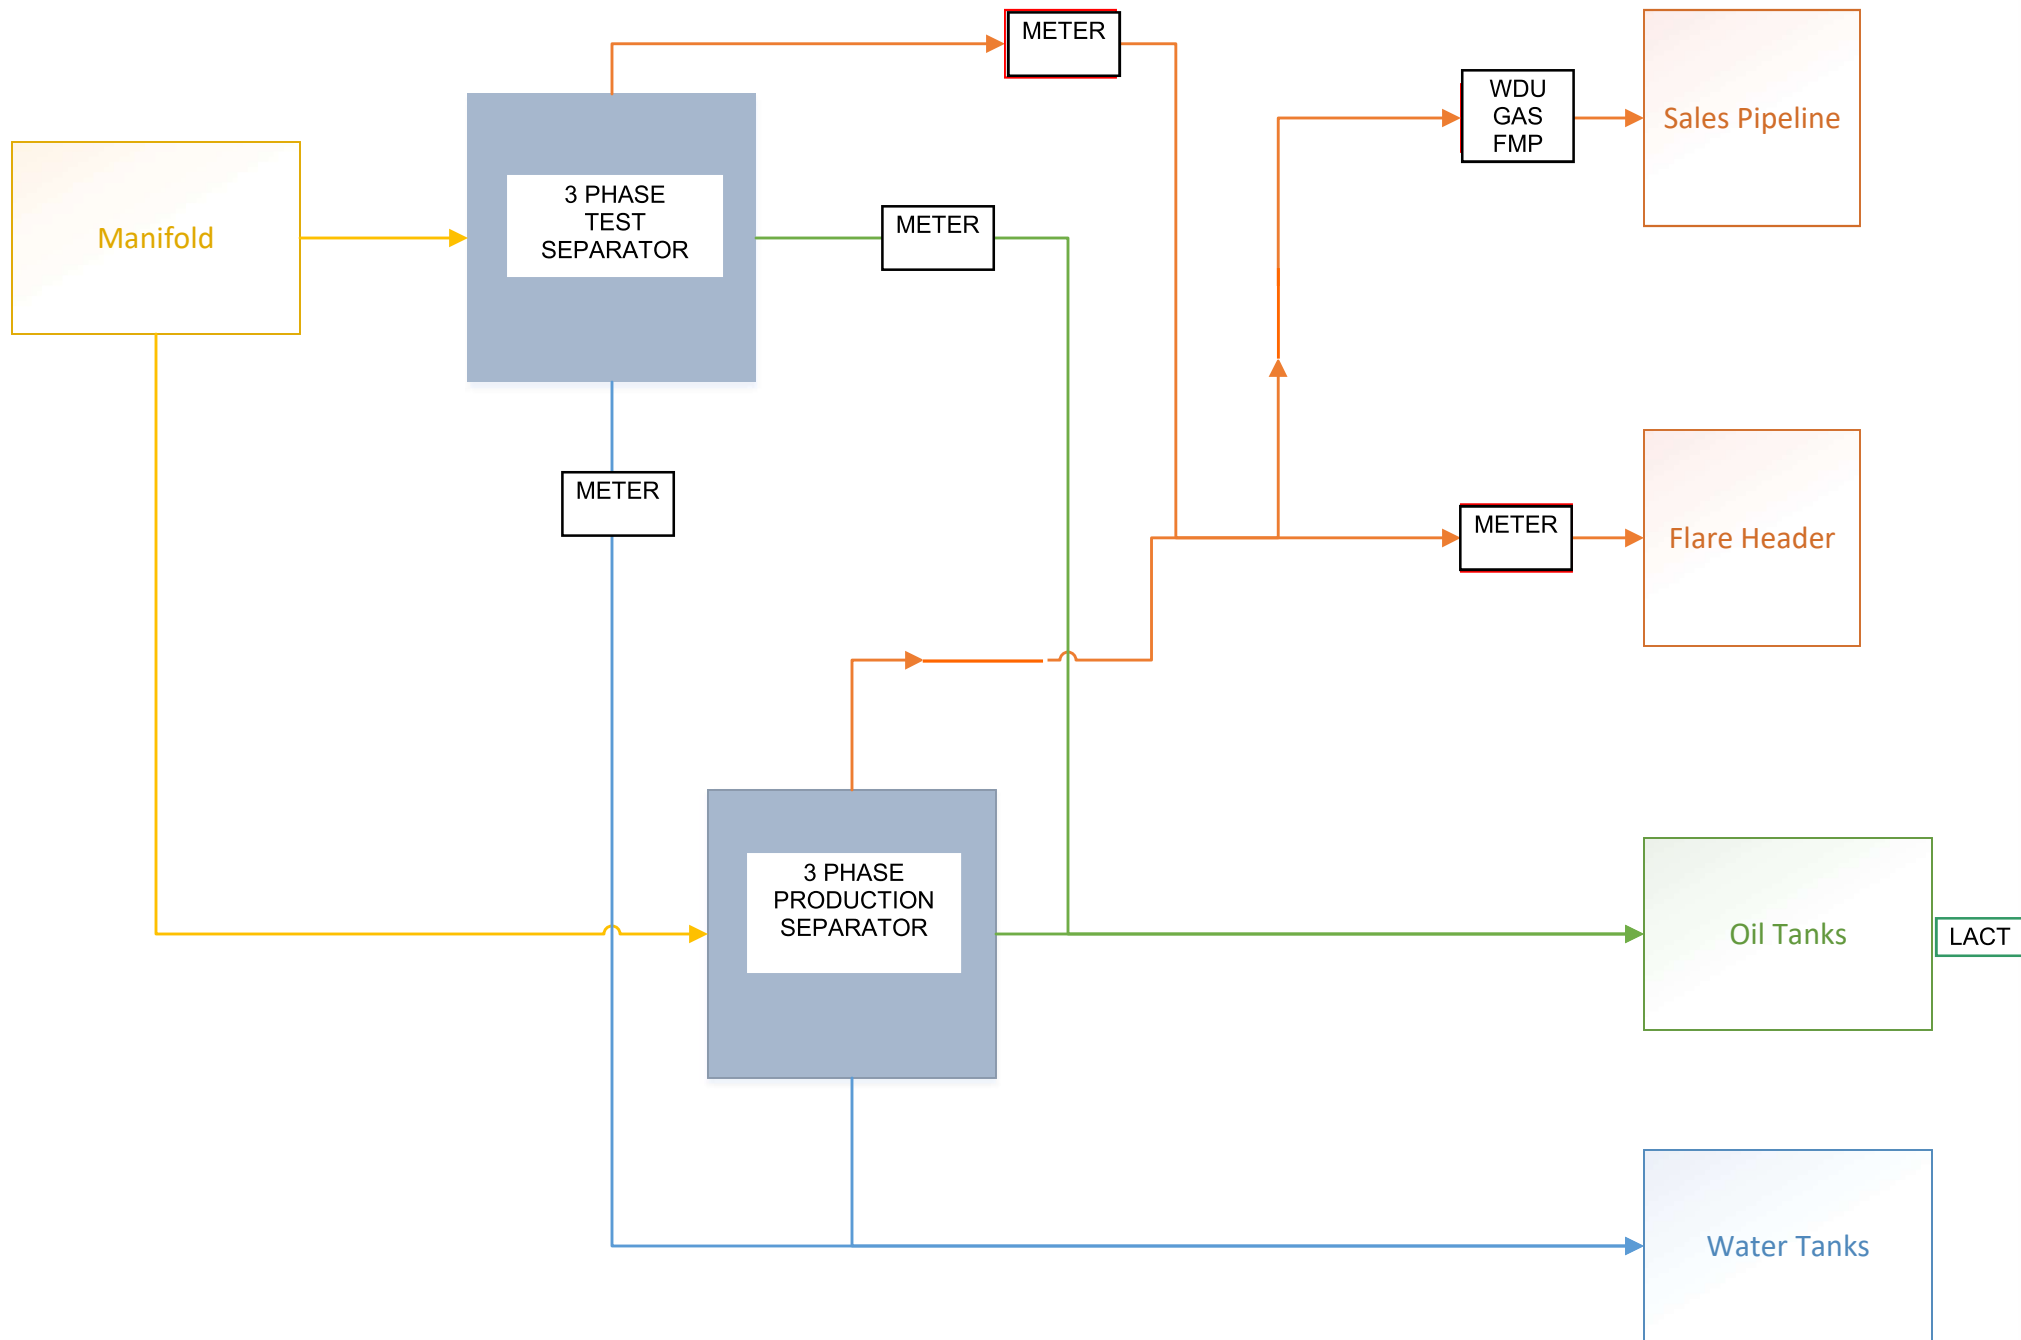 METER
WDU
GAS
FMP
Sales Pipeline
3 PHASE
TEST
SEPARATOR
METER
Manifold
METER
METER
Flare Header
3 PHASE
PRODUCTION
SEPARATOR
Oil Tanks
LACT
Water Tanks